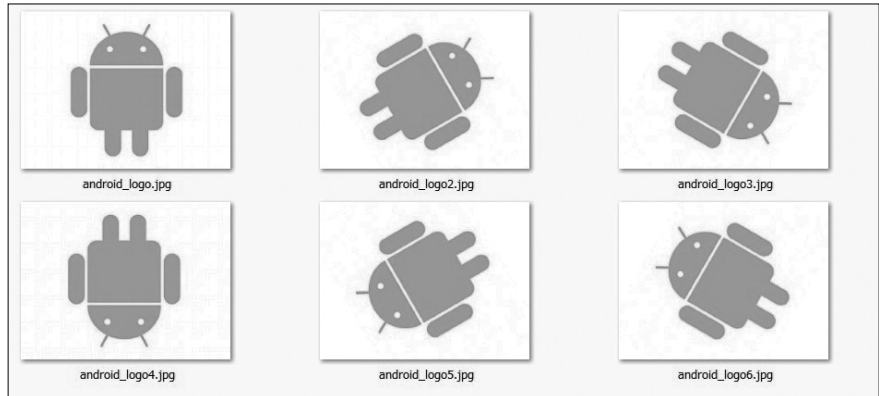 android_logo.jpg
android_logo2.jpg
android_logo3.jpg
android_logo4.jpg
android_logo5.jpg
android_logo6.jpg